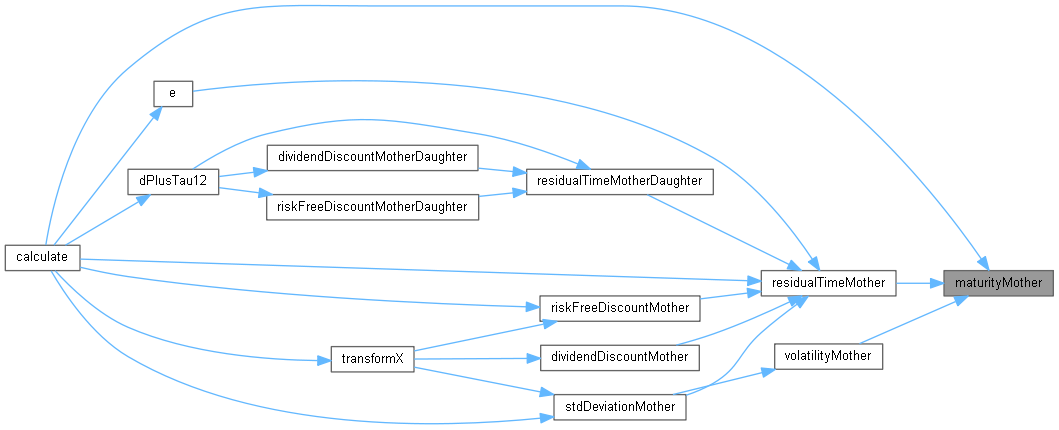 e
dividendDiscountMotherDaughter
dPlusTau12
residualTimeMotherDaughter
riskFreeDiscountMotherDaughter
calculate
residualTimeMother
maturityMother
riskFreeDiscountMother
transformX
dividendDiscountMother
volatilityMother
stdDeviationMother